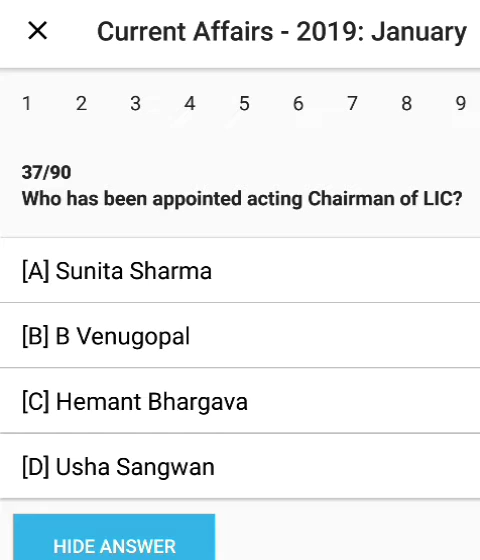 × Current Affairs - 2019: January
1 2 3 4 5 6 7 8 9
37/90
Who has been appointed acting Chairman of LIC?
[A] Sunita Sharma
[B] B Venugopal
[C] Hemant Bhargava
[D] Usha Sangwan
HIDE ANSWER